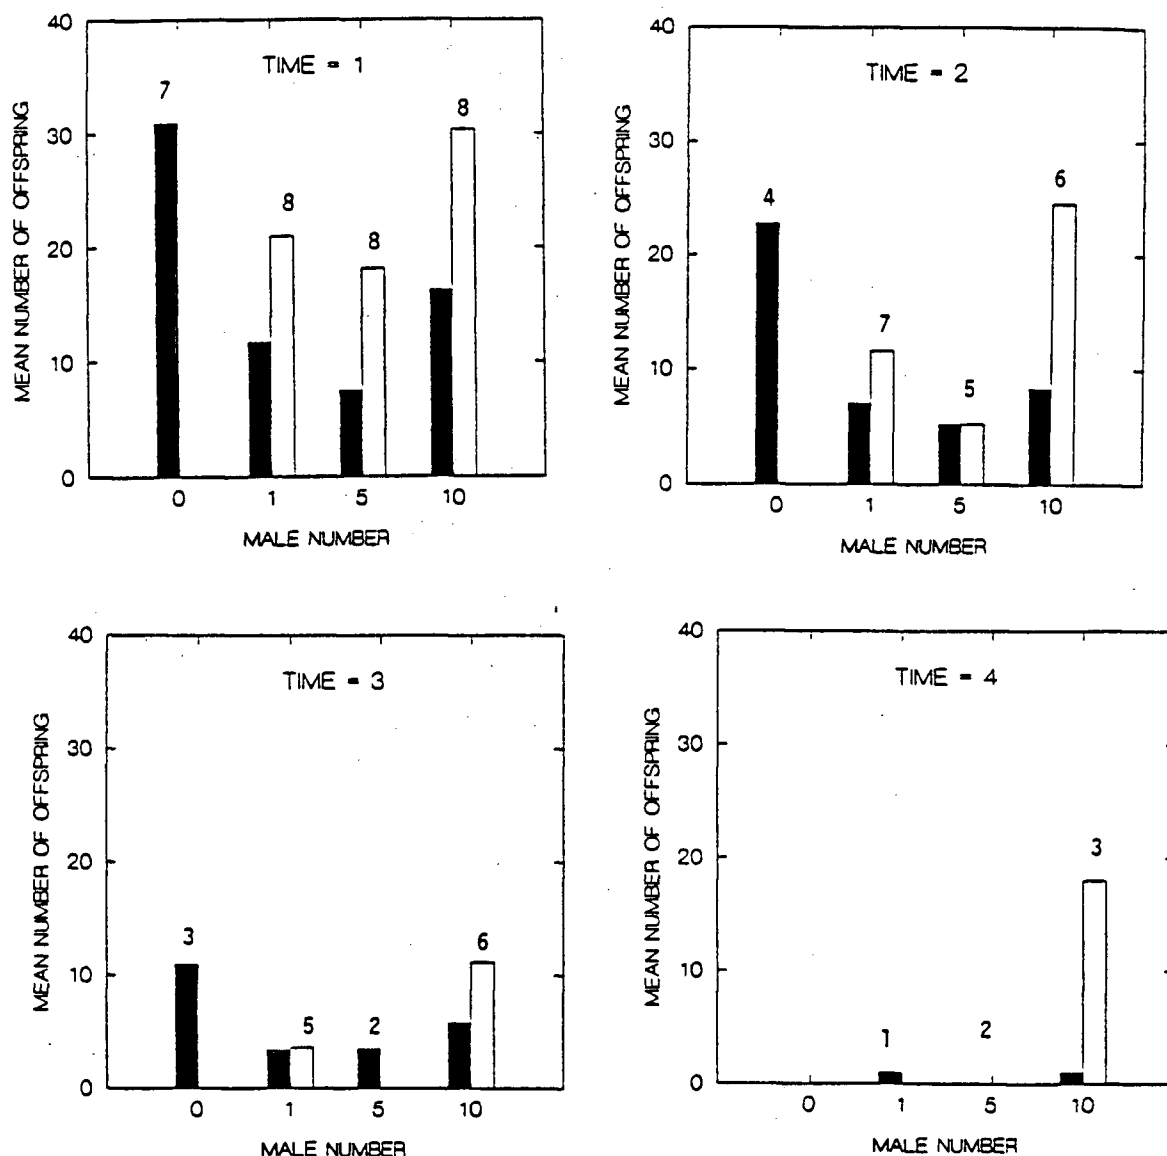 40
30
20
10
0
MEAN NUMBER OF OFFSPRING
TIME = 1
7
8
8
8
0 1 5 10
MALE NUMBER
40
30
20
10
0
MEAN NUMBER OF OFFSPRING
TIME = 2
4
7
5
6
0 1 5 10
MALE NUMBER
40
30
20
10
0
MEAN NUMBER OF OFFSPRING
TIME = 3
3
5
2
6
0 1 5 10
MALE NUMBER
40
30
20
10
0
MEAN NUMBER OF OFFSPRING
TIME = 4
1
2
3
0 1 5 10
MALE NUMBER